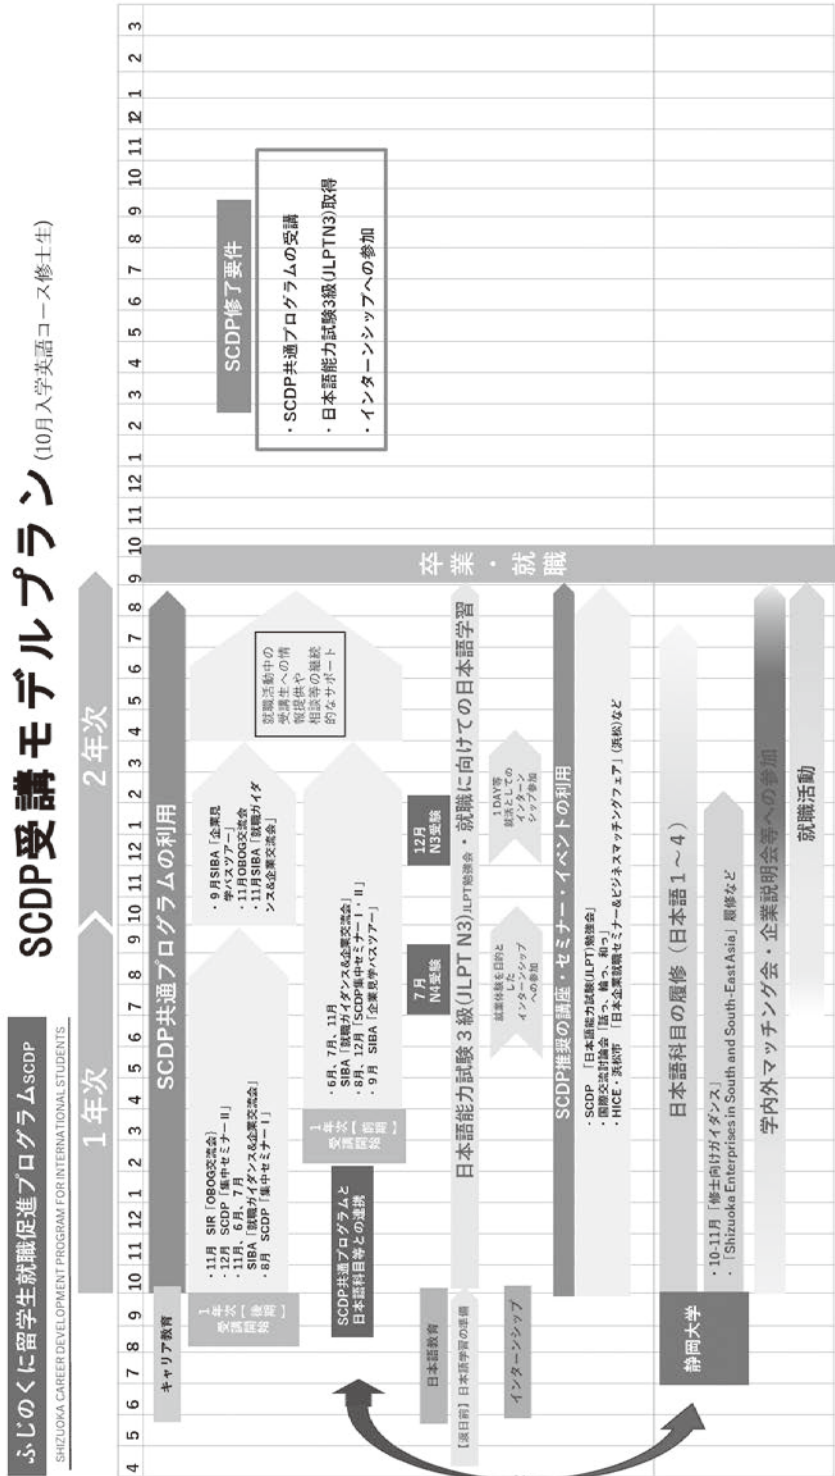 ふじのくに留学生就職促進プログラムSCDP
SHIZUOKA CAREER DEVELOPMENT PROGRAM FOR INTERNATIONAL STUDENTS
SCDP受講モデルプラン(10月入学英語コース修士生)
1年次
2年次
4 5 6 7 8 9 10 11 12 1 2 3 4 5 6 7 8 9 10 11 12 1 2 3 4 5 6 7 8 9 10 11 12 1 2 3 4 5 6 7 8 9 10 11 12 1 2 3
キャリア教育
SCDP共通プログラムの利用
1年次【後期】
受講開始
・11月 SIR「OBOG交流会」
・12月 SCDP「集中セミナーⅡ」
・11月、6月、7月
SIBA「就職ガイダンス&企業交流会」
・8月 SCDP「集中セミナーⅠ」
・9月SIBA「企業見
学バスツアー」
・11月OBOG交流会
・11月SIBA「就職ガイダ
ンス&企業交流会」
就職活動中の
受講生への情
報提供や
相談等の継続
的なサポート
SCDP共通プログラムと
日本語科目等との連携
1年次【前期】
受講開始
・6月、7月、11月
SIBA「就職ガイダンス&企業交流会」
・8月、12月「SCDP集中セミナーⅠ・Ⅱ」
・9月 SIBA「企業見学バスツアー」
日本語教育
7月
N4受験
12月
N3受験
【渡日前】日本語学習の準備
日本語能力試験3級(JLPT N3)JLPT勉強会・就職に向けての日本語学習
インターンシップ
就業体験を目的と
した
インターンシップ
への参加
1DAY等
就活としての
インターン
シップ参加
SCDP推奨の講座・セミナー・イベントの利用
・SCDP 「日本語能力試験(JLPT)勉強会」
・国際交流討論会「話っ、輪っ、和っ」
・HICE・浜松市 「日本企業就職セミナー&ビジネスマッチングフェア」(浜松)など
静岡大学
日本語科目の履修（日本語1～4）
・10-11月「修士向けガイダンス」
・「Shizuoka Enterprises in South and South-East Asia」履修など
学内外マッチング会・企業説明会等への参加
就職活動
卒業・就職
SCDP修了要件
・SCDP共通プログラムの受講
・日本語能力試験3級(JLPTN3)取得
・インターンシップへの参加